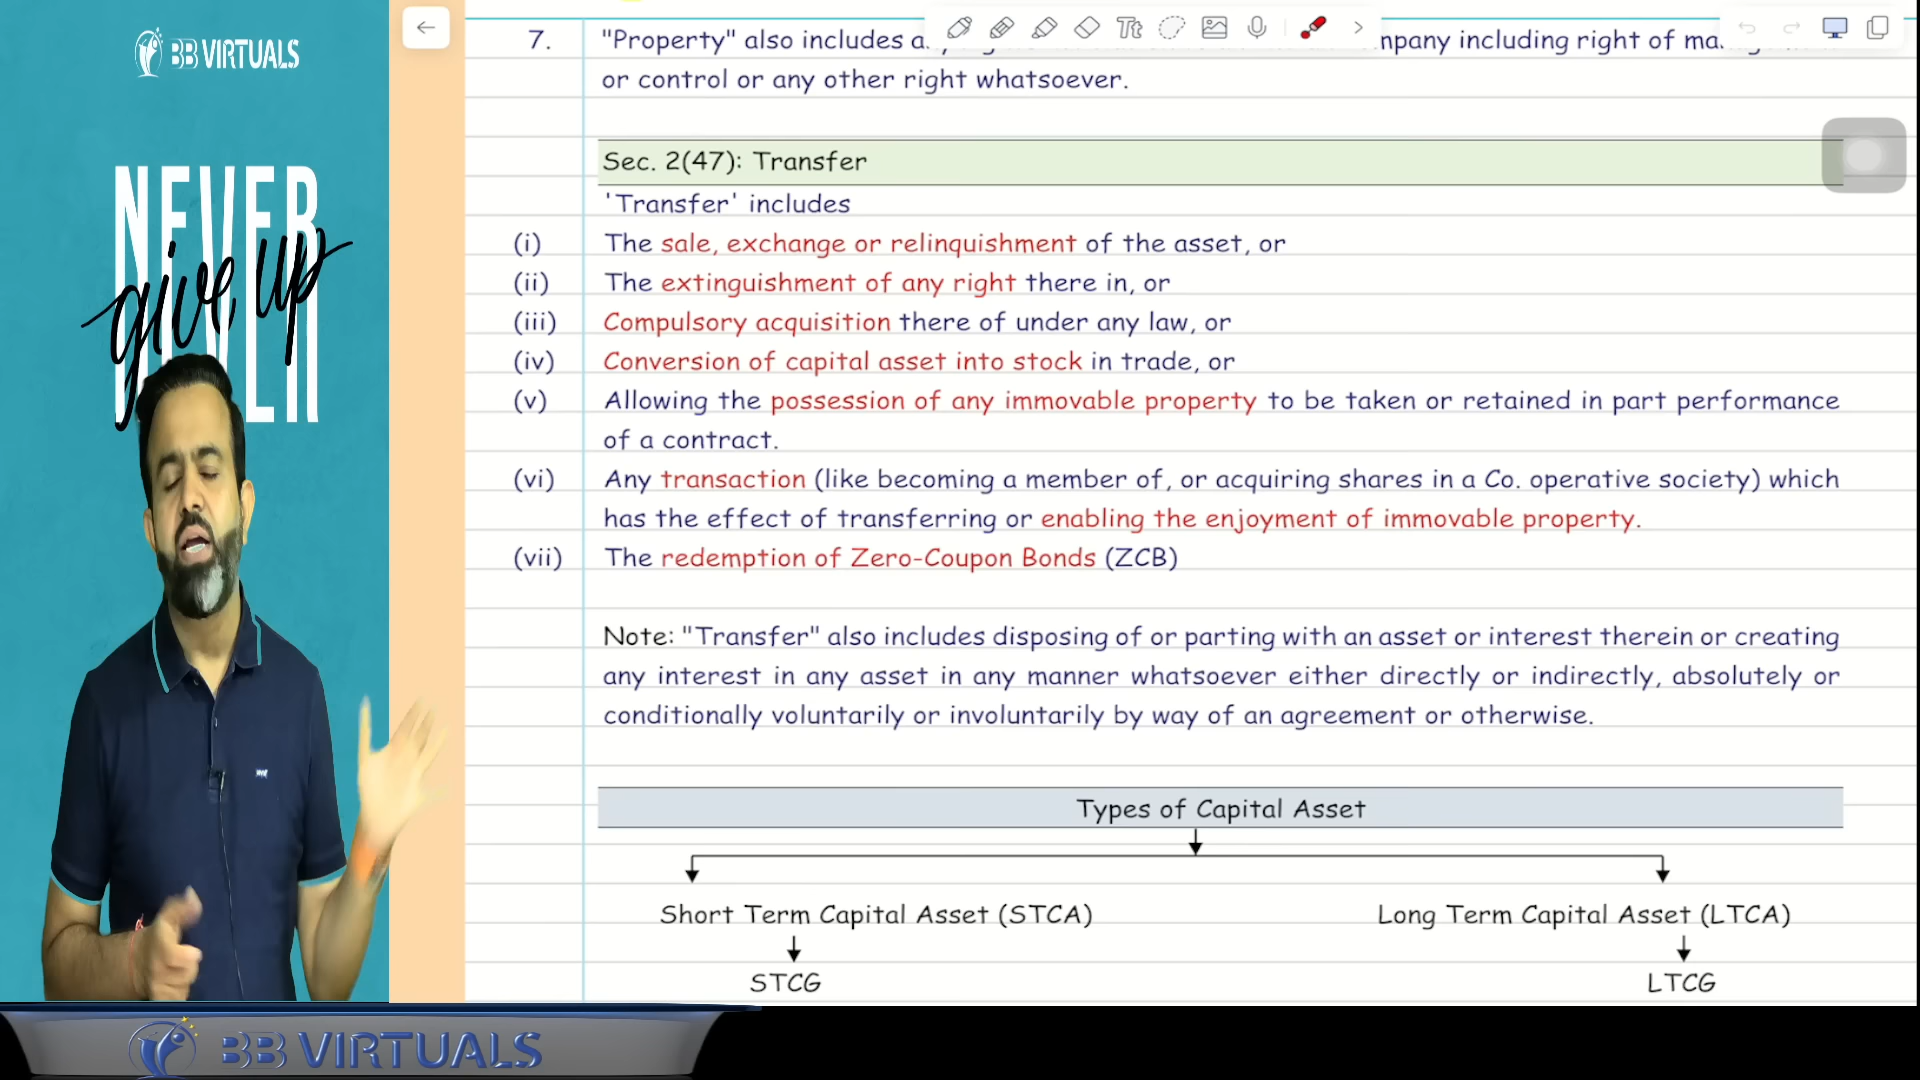 BB VIRTUALS
NEVER
give up
NEVER
7. "Property" also includes mpany including right of
or control or any other right whatsoever.
Sec. 2(47): Transfer
'Transfer' includes
(i) The sale, exchange or relinquishment of the asset, or
(ii) The extinguishment of any right there in, or
(iii) Compulsory acquisition there of under any law, or
(iv) Conversion of capital asset into stock in trade, or
(v) Allowing the possession of any immovable property to be taken or retained in part performance
of a contract.
(vi) Any transaction (like becoming a member of, or acquiring shares in a Co. operative society) which
has the effect of transferring or enabling the enjoyment of immovable property.
(vii) The redemption of Zero-Coupon Bonds (ZCB)
Note: "Transfer" also includes disposing of or parting with an asset or interest therein or creating
any interest in any asset in any manner whatsoever either directly or indirectly, absolutely or
conditionally voluntarily or involuntarily by way of an agreement or otherwise.
Types of Capital Asset
Short Term Capital Asset (STCA) Long Term Capital Asset (LTCA)
STCG LTCG
BB VIRTUALS